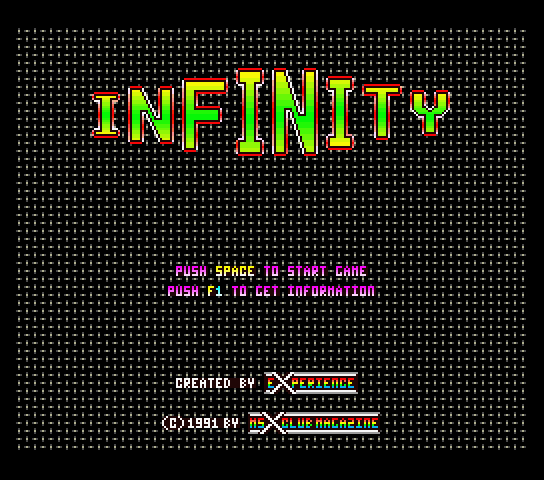 INFINITY
PUSH SPACE TO START GAME
PUSH F1 TO GET INFORMATION
CREATED BY EXPERIENCE
(C)1991 BY MSX CLUB MAGAZINE